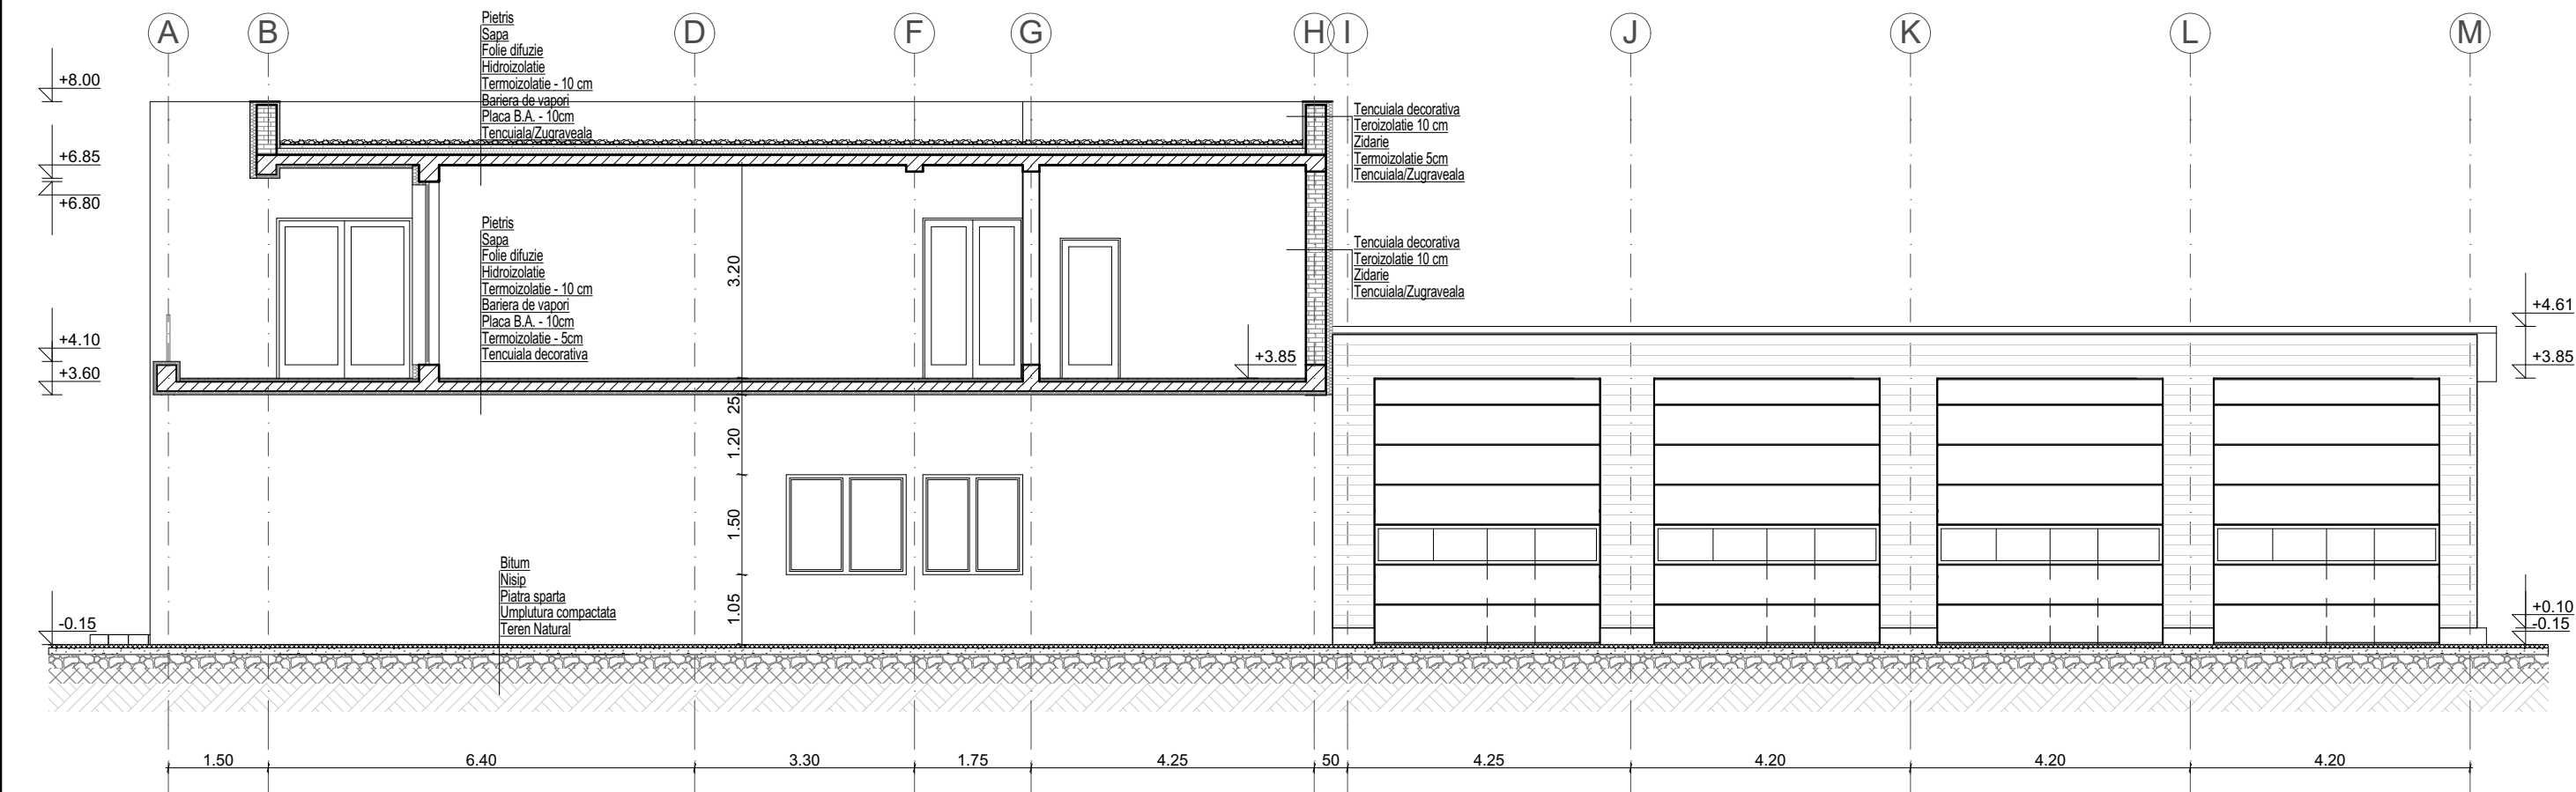 A B D F G H I J K L M
+8.00
+6.85
+6.80
+4.10
+3.60
-0.15
Pietris
Sapa
Folie difuzie
Hidroizolatie
Termoizolatie - 10 cm
Bariera de vapori
Placa B.A. - 10cm
Tencuiala/Zugraveala
Pietris
Sapa
Folie difuzie
Hidroizolatie
Termoizolatie - 10 cm
Bariera de vapori
Placa B.A. - 10cm
Termoizolatie - 5cm
Tencuiala decorativa
Bitum
Nisip
Piatra sparta
Umplutura compactata
Teren Natural
3.20
25
1.20
1.50
1.05
+3.85
Tencuiala decorativa
Teroizolatie 10 cm
Zidarie
Termoizolatie 5cm
Tencuiala/Zugraveala
Tencuiala decorativa
Teroizolatie 10 cm
Zidarie
Tencuiala/Zugraveala
+4.61
+3.85
+0.10
-0.15
1.50 6.40 3.30 1.75 4.25 50 4.25 4.20 4.20 4.20